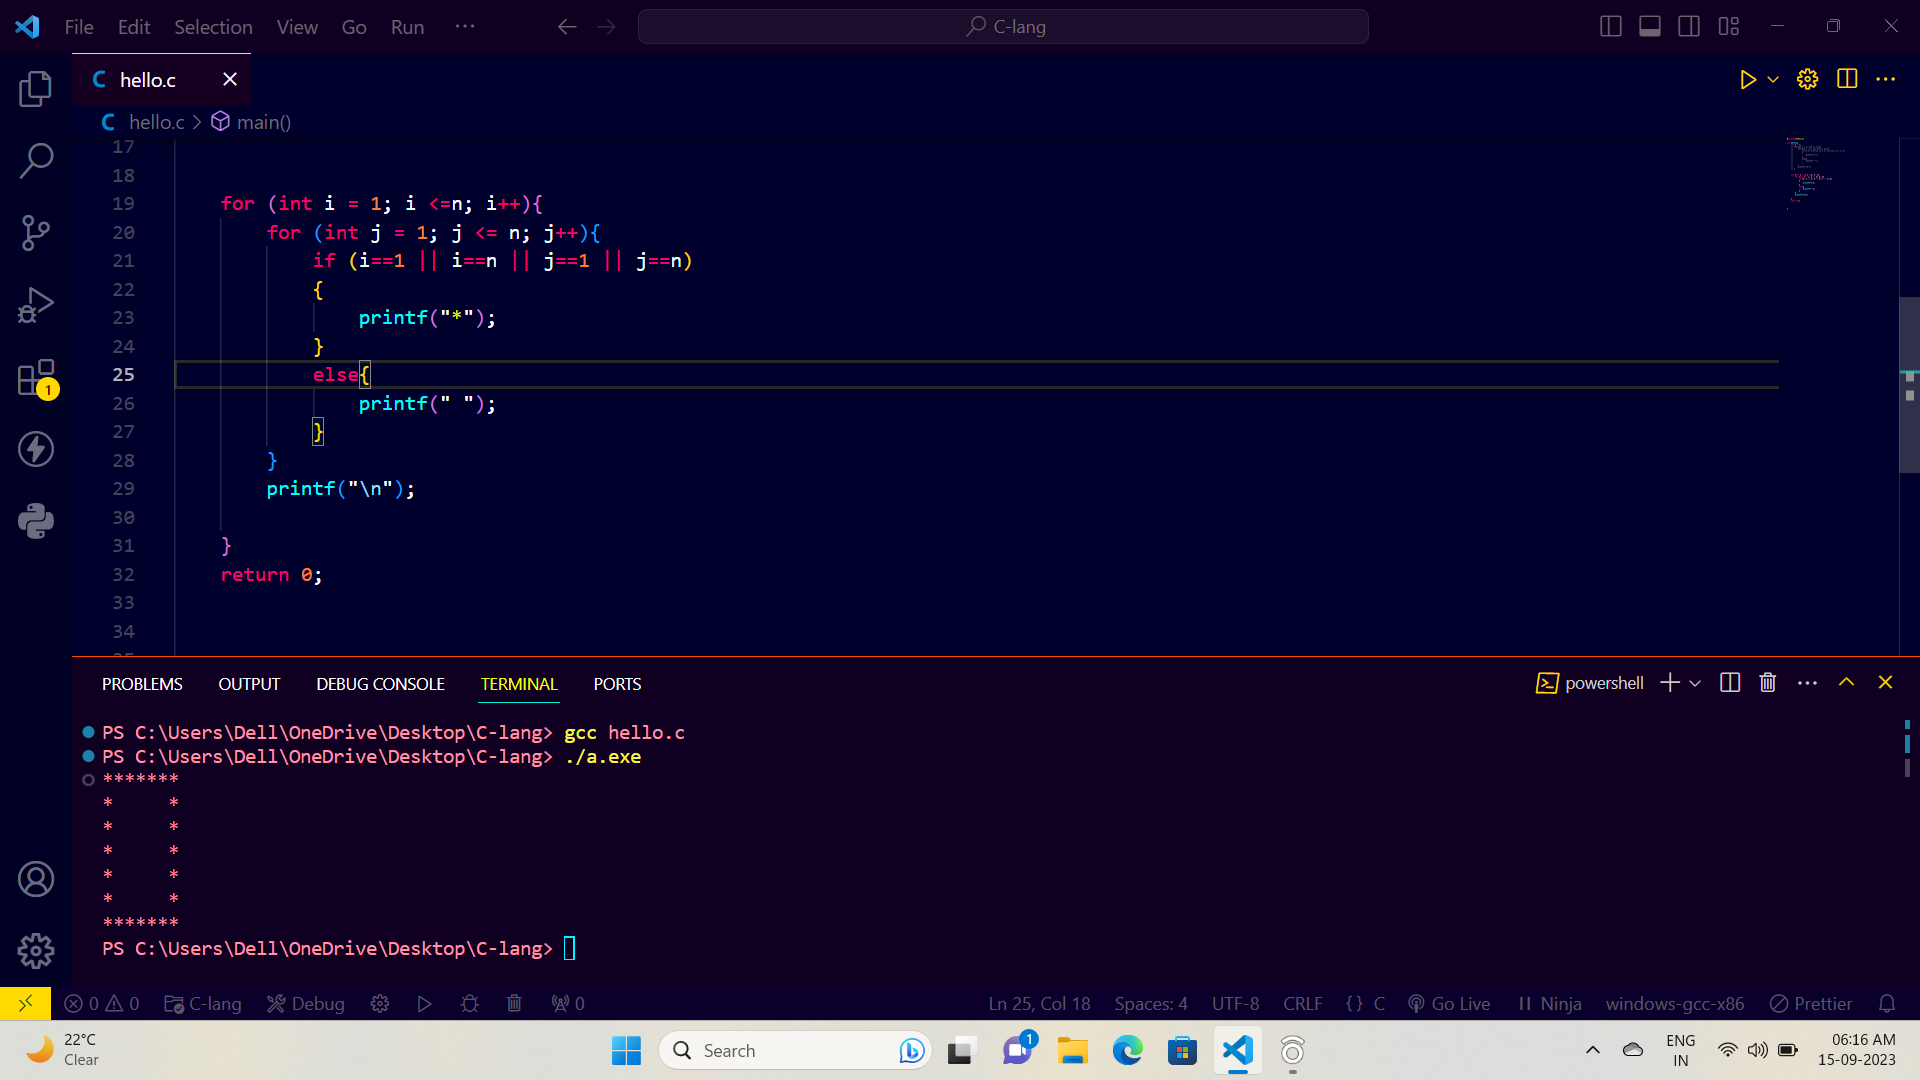 File Edit Selection View Go Run ··· C-lang
C hello.c
C hello.c > main()
17
18
19 for (int i = 1; i <=n; i++){
20 for (int j = 1; j <= n; j++){
21 if (i==1 || i==n || j==1 || j==n)
22 {
23 printf("*");
24 }
25 else{
26 printf(" ");
27 }
28 }
29 printf("\n");
30
31 }
32 return 0;
33
34
PROBLEMS OUTPUT DEBUG CONSOLE TERMINAL PORTS powershell
PS C:\Users\Dell\OneDrive\Desktop\C-lang> gcc hello.c
PS C:\Users\Dell\OneDrive\Desktop\C-lang> ./a.exe
*******
*     *
*     *
*     *
*     *
*     *
*******
PS C:\Users\Dell\OneDrive\Desktop\C-lang>
1
0 0 C-lang Debug 0 Ln 25, Col 18 Spaces: 4 UTF-8 CRLF {} C Go Live Ninja windows-gcc-x86 Prettier
22°C
Clear
Search
1
ENG
IN
06:16 AM
15-09-2023